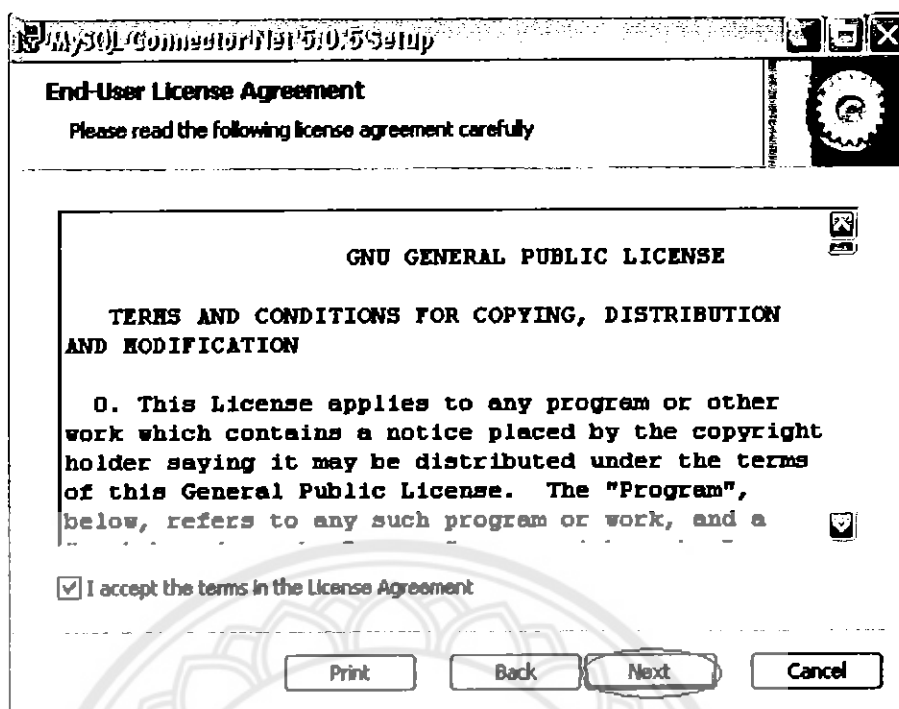 MySQL Connector Net 5.0.5 Setup
End-User License Agreement
Please read the following license agreement carefully
GNU GENERAL PUBLIC LICENSE
TERMS AND CONDITIONS FOR COPYING, DISTRIBUTION
AND MODIFICATION
0. This License applies to any program or other
work which contains a notice placed by the copyright
holder saying it may be distributed under the terms
of this General Public License. The "Program",
below, refers to any such program or work, and a
I accept the terms in the License Agreement
Print Back Next Cancel